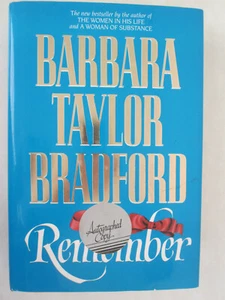 The new bestseller by the author of
THE WOMEN IN HIS LIFE
and A WOMAN OF SUBSTANCE
BARBARA
TAYLOR
BRADFORD
Autographed
Copy
Remember